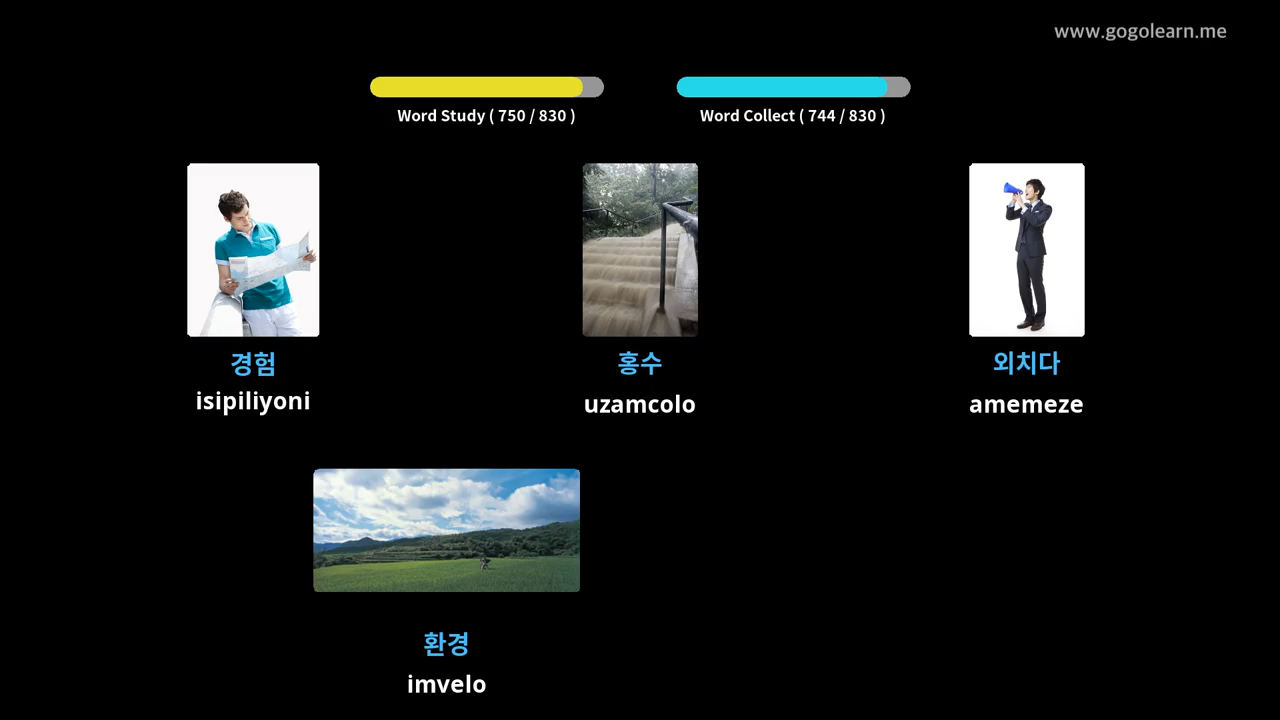 www.gogolearn.me
Word Study ( 750 / 830 )
Word Collect ( 744 / 830 )
경험
isipiliyoni
홍수
uzamcolo
외치다
amemeze
환경
imvelo